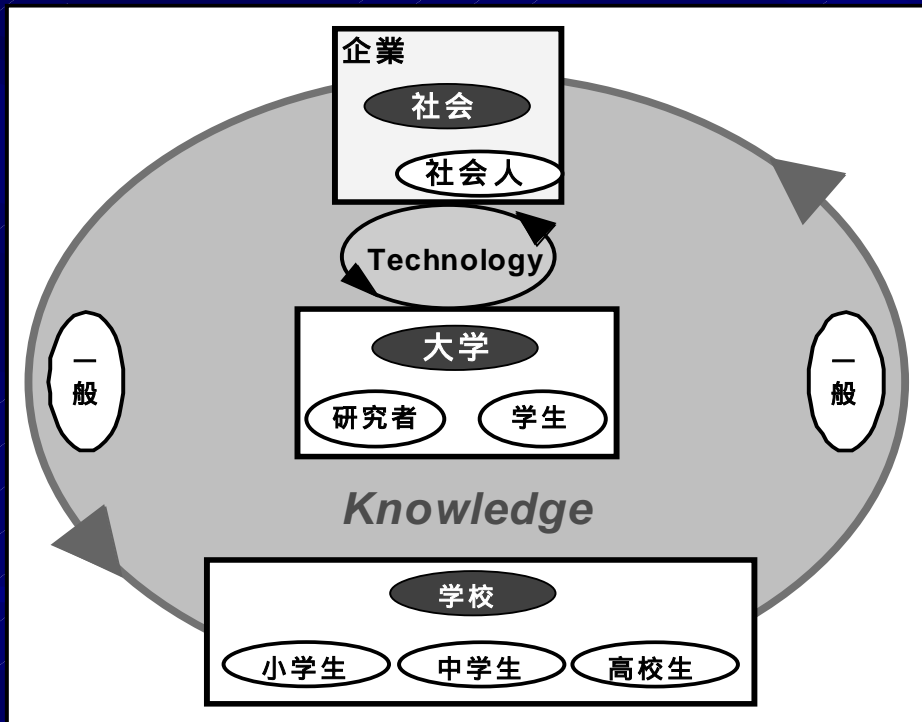 企業
社会
社会人
Technology
大学
研究者
学生
一般
一般
Knowledge
学校
小学生
中学生
高校生